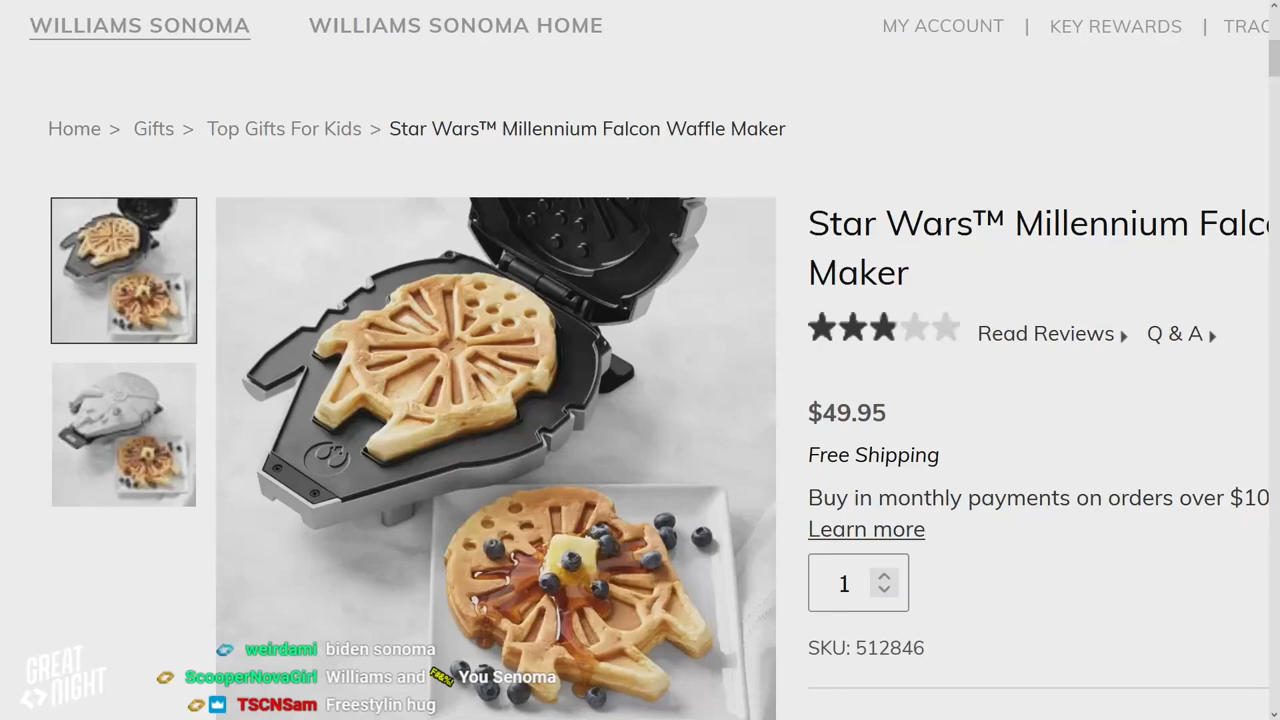 WILLIAMS SONOMA
WILLIAMS SONOMA HOME
MY ACCOUNT | KEY REWARDS | TRAC
Home > Gifts > Top Gifts For Kids > Star Wars™ Millennium Falcon Waffle Maker
Star Wars™ Millennium Falc
Maker
Read Reviews Q & A
$49.95
Free Shipping
Buy in monthly payments on orders over $10
Learn more
1
SKU: 512846
GREAT
NIGHT
weirdami biden sonoma
ScooperNovaGirl Williams and F#&%! You Senoma
TSCNSam Freestylin hug